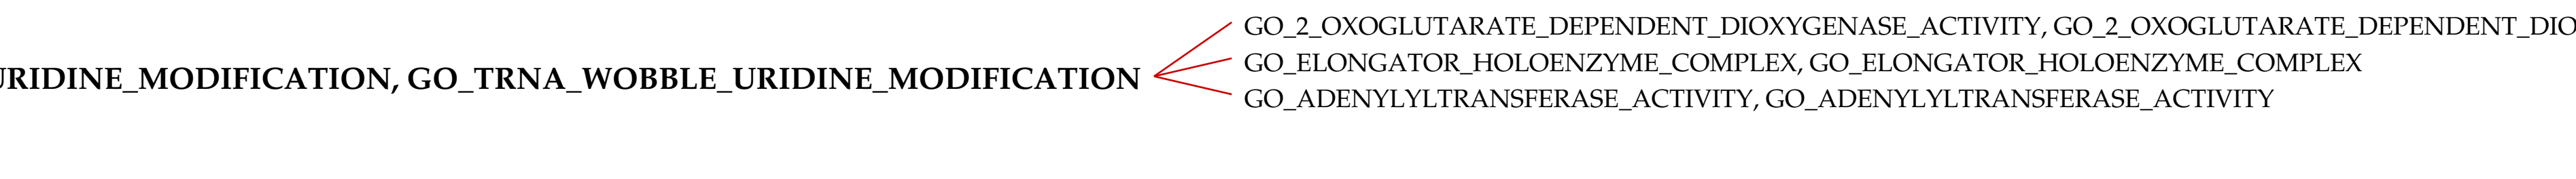 GO_2_OXOGLUTARATE_DEPENDENT_DIOXYGENASE_ACTIVITY, GO_2_OXOGLUTARATE_DEPENDENT_DIO
GO_ELONGATOR_HOLOENZYME_COMPLEX, GO_ELONGATOR_HOLOENZYME_COMPLEX
URIDINE_MODIFICATION, GO_TRNA_WOBBLE_URIDINE_MODIFICATION
GO_ADENYLYLTRANSFERASE_ACTIVITY, GO_ADENYLYLTRANSFERASE_ACTIVITY